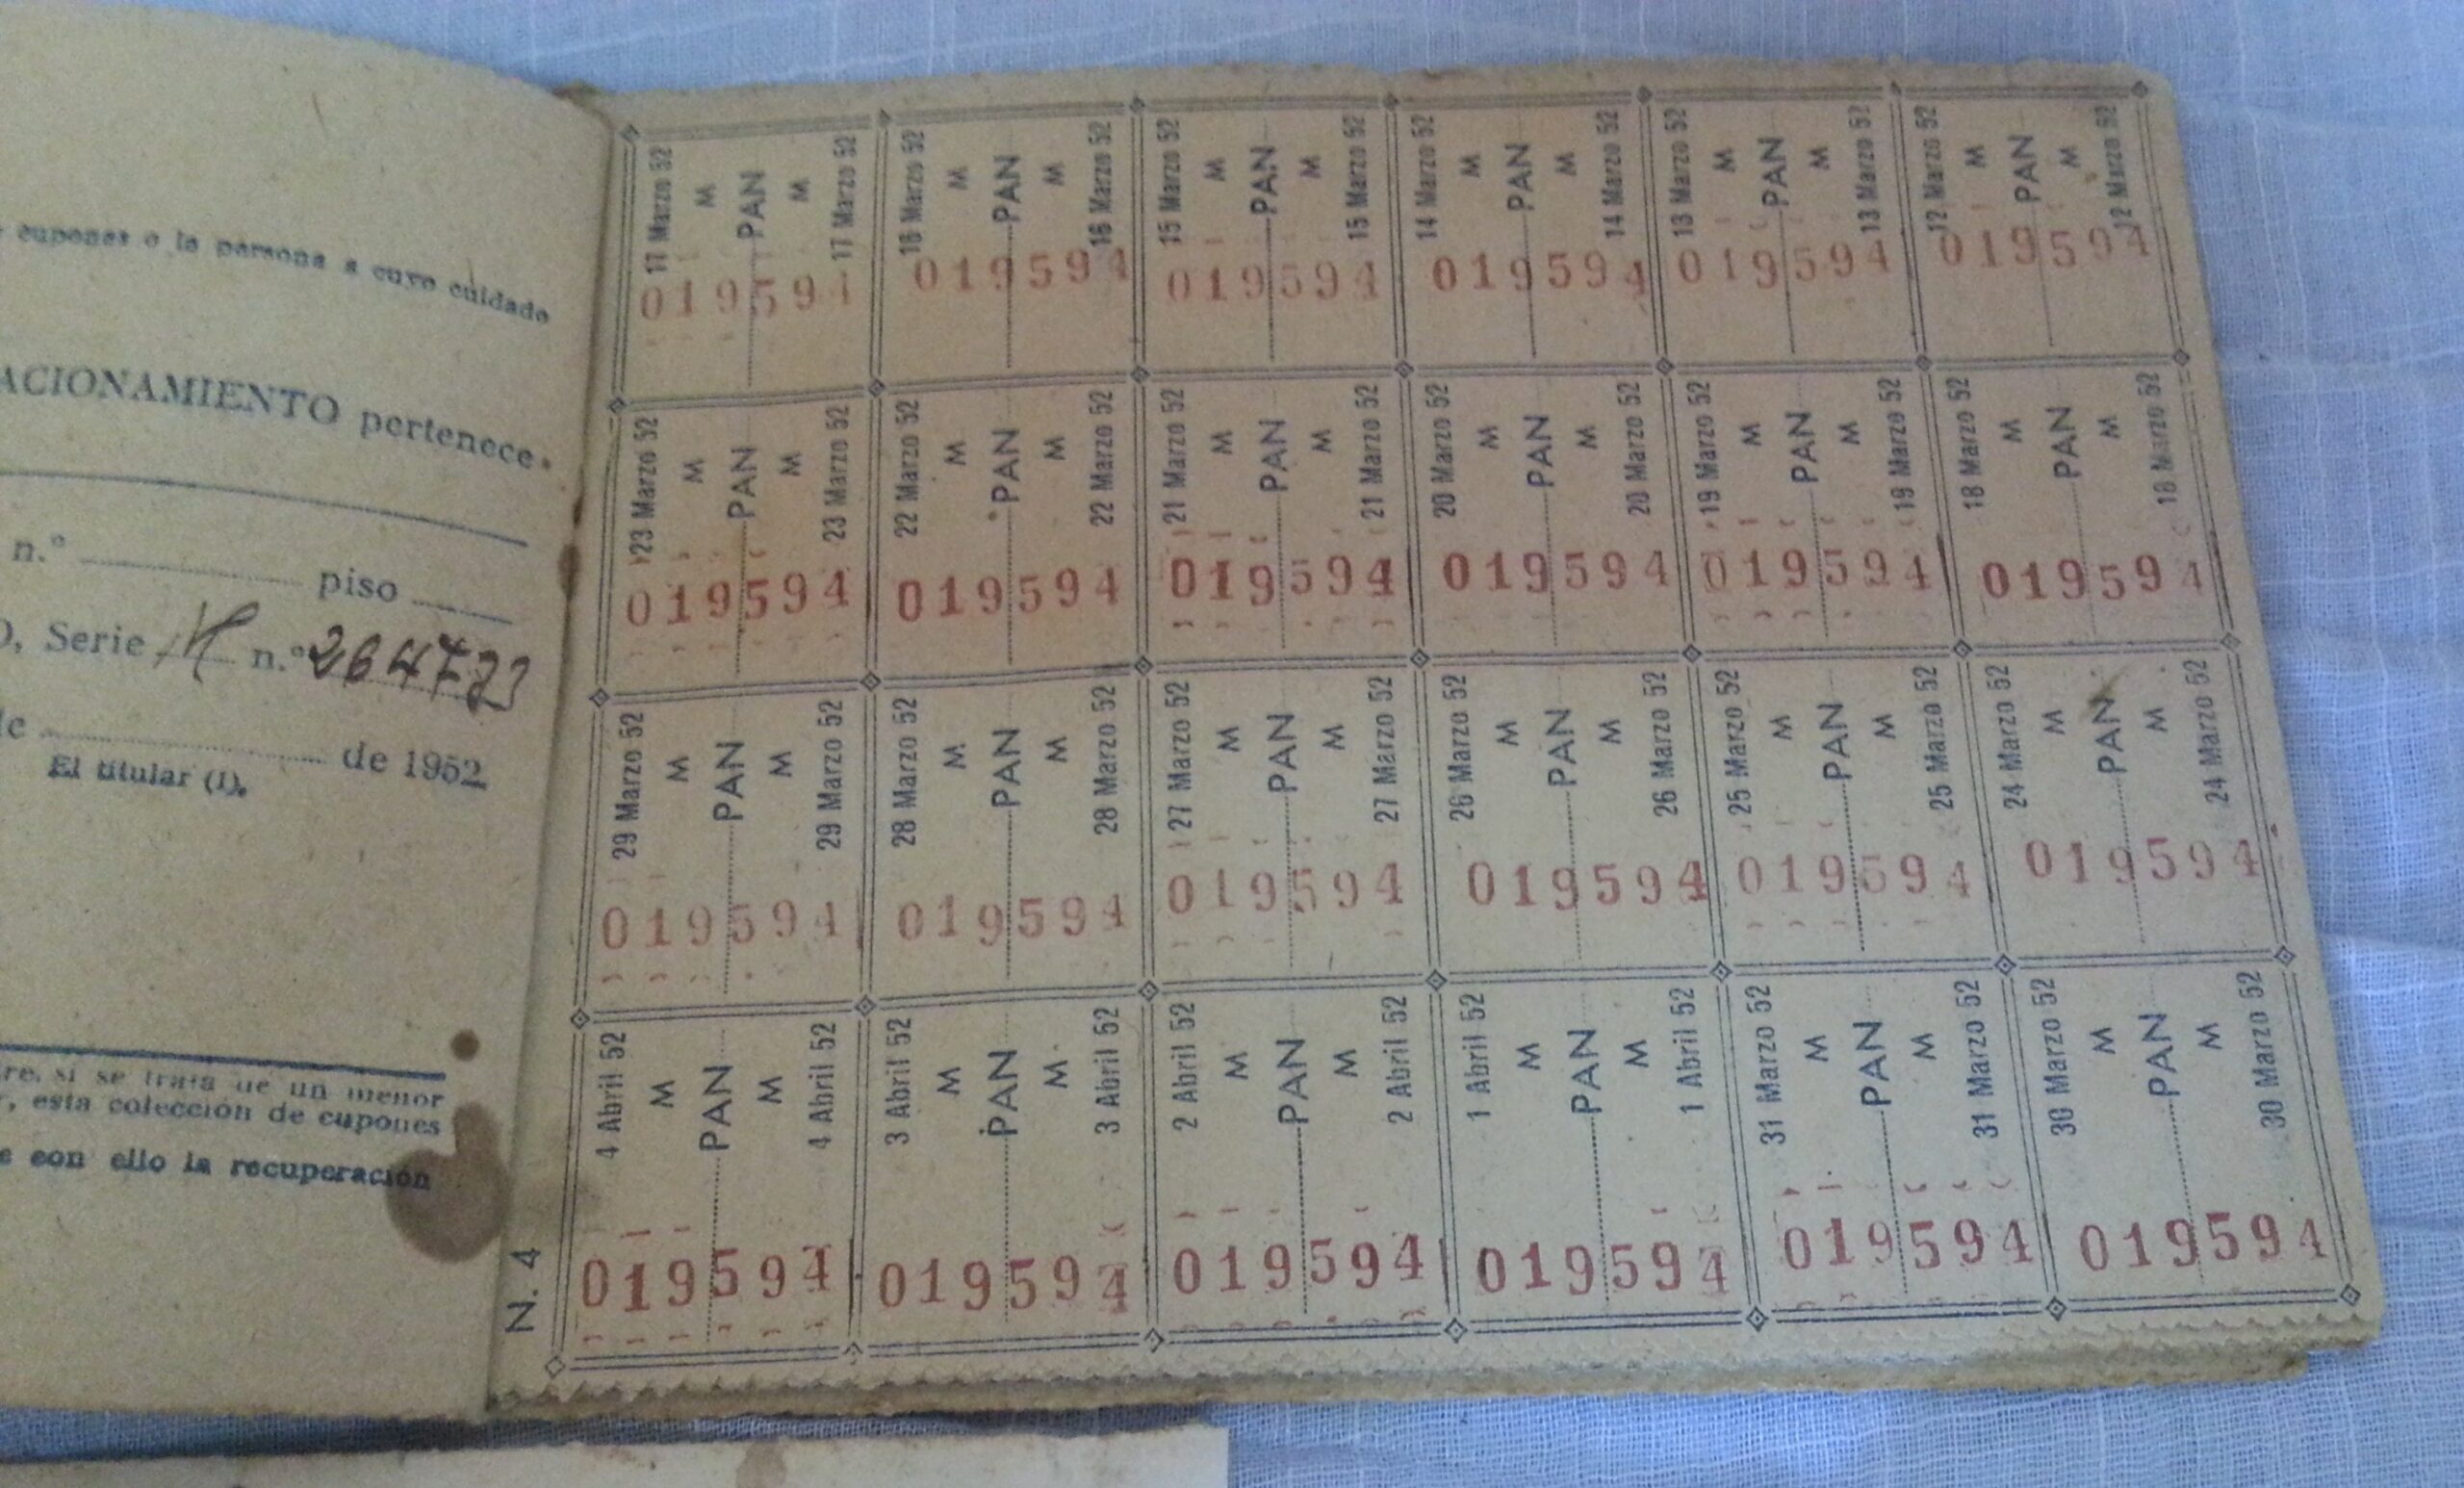 cupones o la persona a cuyo cuidado
ACIONAMIENTO pertenece
n.º piso
Serie M n.º 264723
de 1952
El titular (1).
re, si se trata de un menor
, esta colección de cupones
e con ello la recuperación
N. 4
17 Marzo 52 M PAN M 17 Marzo 52
019594
16 Marzo 52 M PAN M 16 Marzo 52
019594
15 Marzo 52 M PAN M 15 Marzo 52
019594
14 Marzo 52 M PAN M 14 Marzo 52
019594
13 Marzo 52 M PAN M 13 Marzo 52
019594
12 Marzo 52 M PAN M 12 Marzo 52
019594
23 Marzo 52 M PAN M 23 Marzo 52
019594
22 Marzo 52 M PAN M 22 Marzo 52
019594
21 Marzo 52 M PAN M 21 Marzo 52
019594
20 Marzo 52 M PAN M 20 Marzo 52
019594
19 Marzo 52 M PAN M 19 Marzo 52
019594
18 Marzo 52 M PAN M 18 Marzo 52
019594
29 Marzo 52 M PAN M 29 Marzo 52
019594
28 Marzo 52 M PAN M 28 Marzo 52
019594
27 Marzo 52 M PAN M 27 Marzo 52
019594
26 Marzo 52 M PAN M 26 Marzo 52
019594
25 Marzo 52 M PAN M 25 Marzo 52
019594
24 Marzo 52 M PAN M 24 Marzo 52
019594
4 Abril 52 M PAN M 4 Abril 52
019594
3 Abril 52 M PAN M 3 Abril 52
019594
2 Abril 52 M PAN M 2 Abril 52
019594
1 Abril 52 M PAN M 1 Abril 52
019594
31 Marzo 52 M PAN M 31 Marzo 52
019594
30 Marzo 52 M PAN M 30 Marzo 52
019594